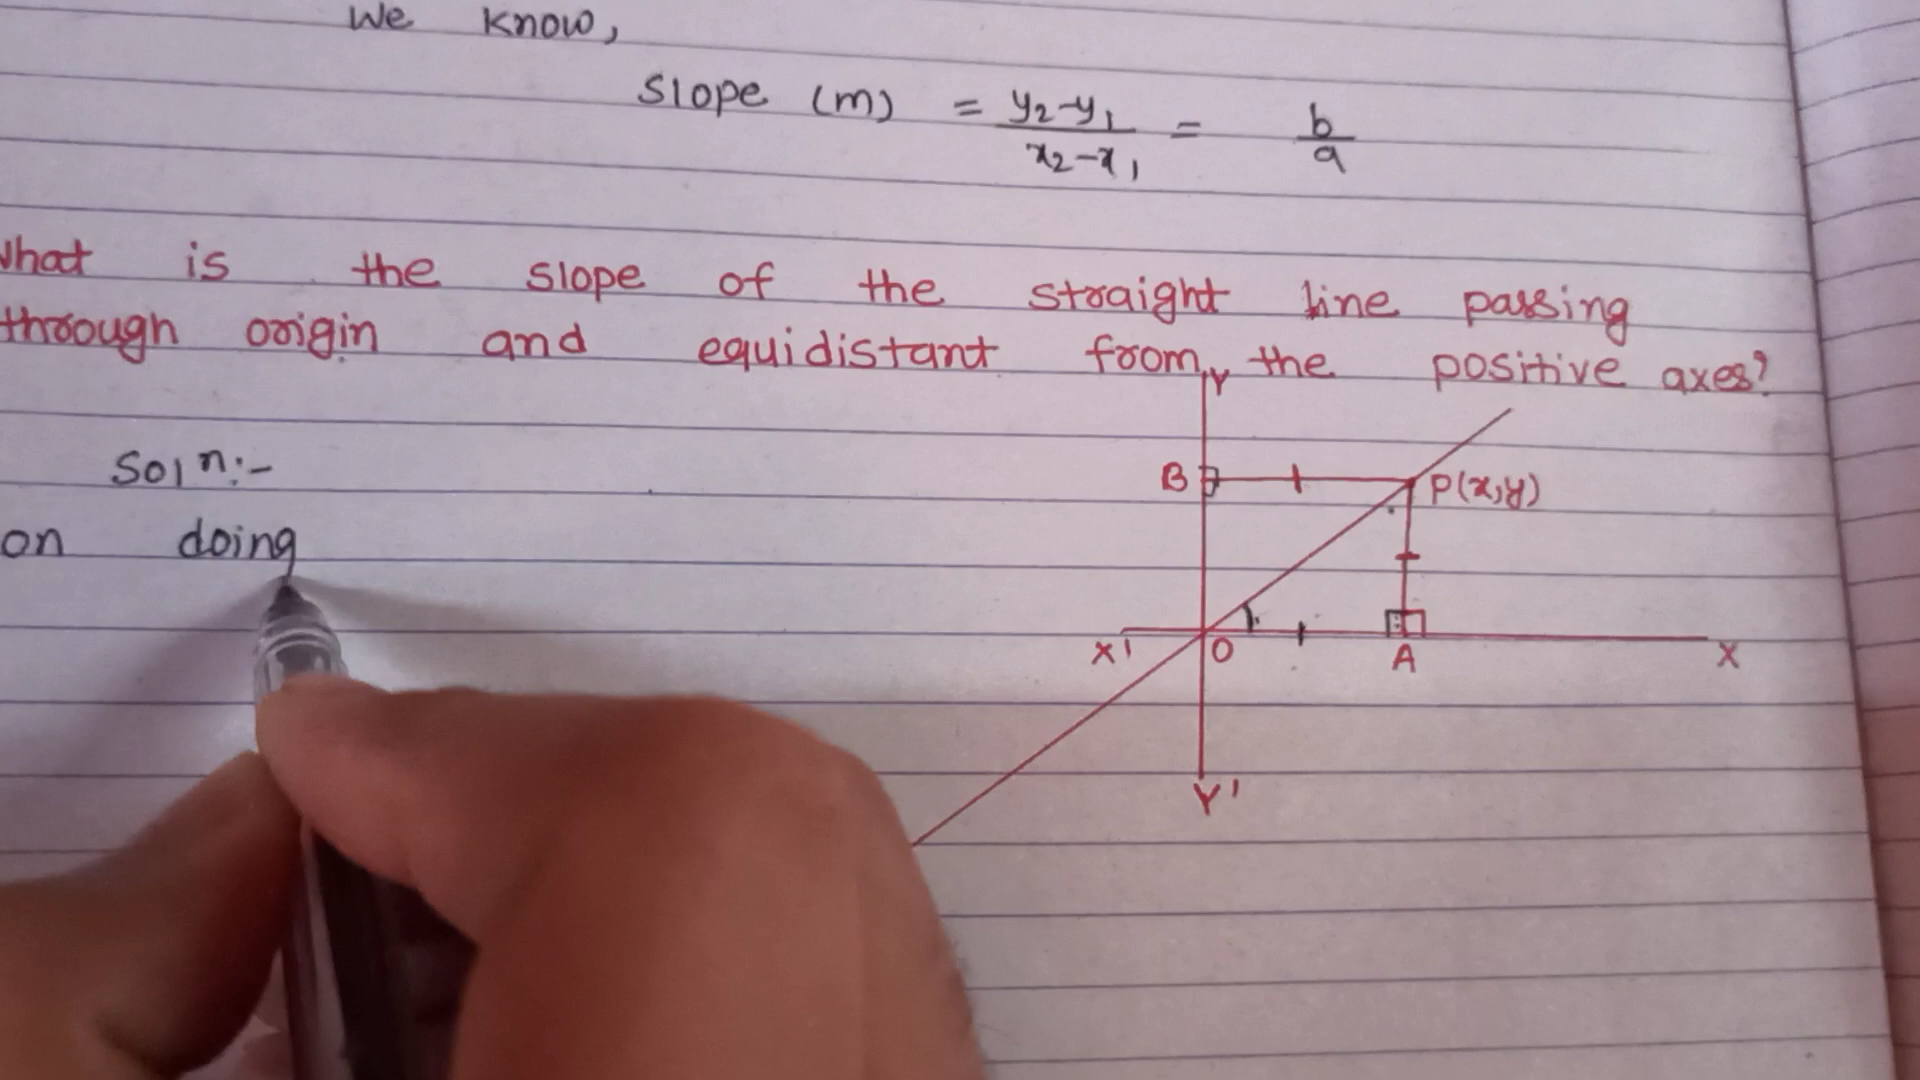 We know,
Slope (m) = y2-y1/x2-x1 = b/a
What is the slope of the straight line passing
through origin and equidistant from the positive axes?
Y
Soln:-
B
P(x,y)
on doing
X'
O
A
X
Y'